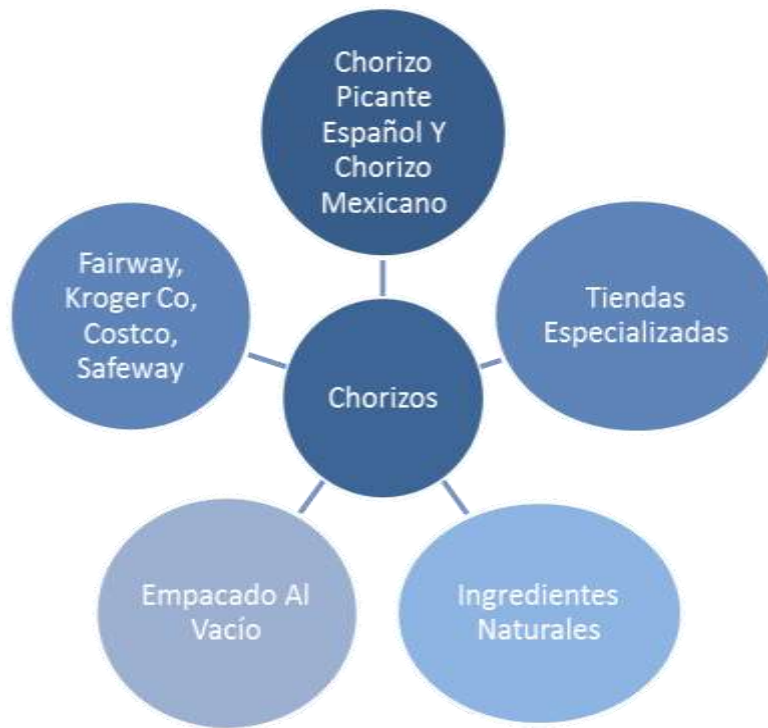 Chorizo
Picante
Español Y
Chorizo
Mexicano
Fairway,
Kroger Co,
Costco,
Safeway
Tiendas
Especializadas
Chorizos
Empacado Al
Vacío
Ingredientes
Naturales